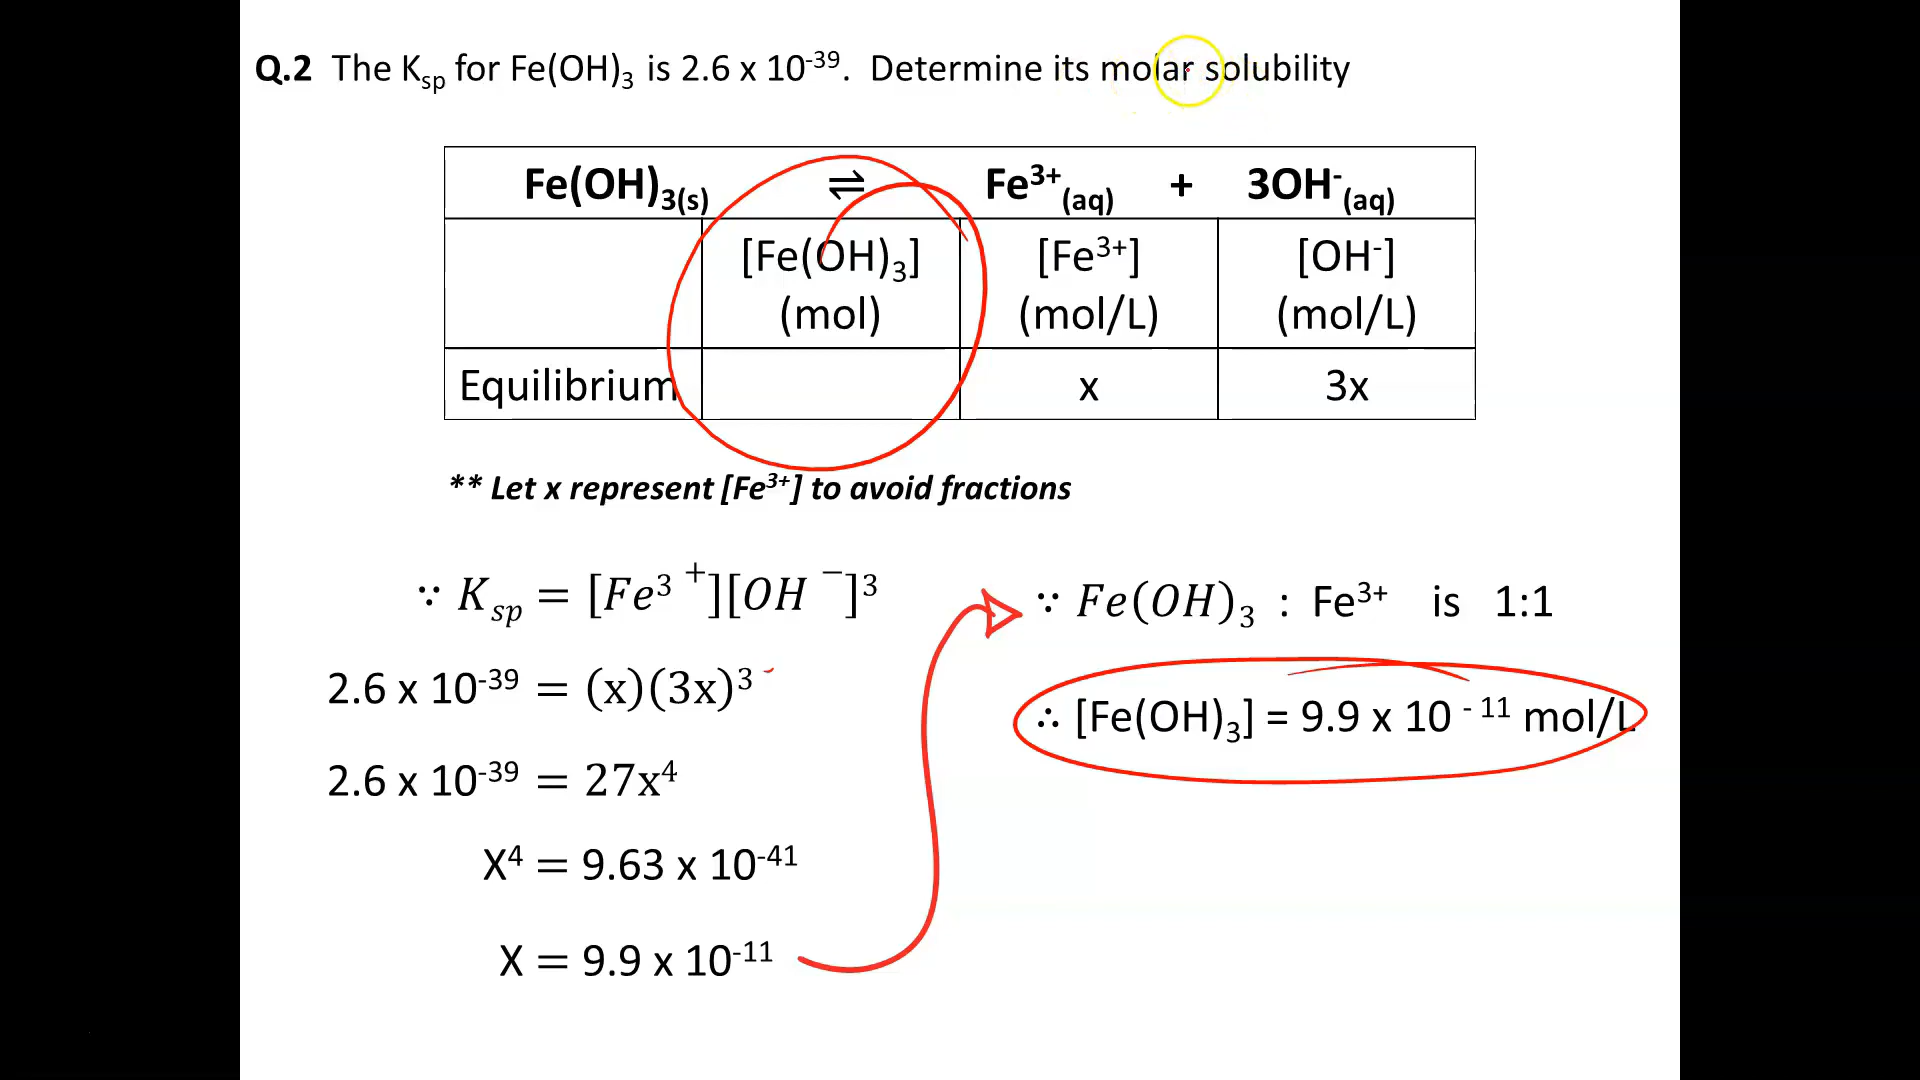 Q.2 The Ksp for Fe(OH)3 is 2.6 x 10-39. Determine its molar solubility
Fe(OH)3(s) ⇌ Fe3+(aq) + 3OH-(aq)
[Fe(OH)3] (mol) [Fe3+] (mol/L) [OH-] (mol/L)
Equilibrium x 3x
** Let x represent [Fe3+] to avoid fractions
∵ Ksp = [Fe3 +][OH −]3
2.6 x 10-39 = (x)(3x)3
2.6 x 10-39 = 27x4
X4 = 9.63 x 10-41
X = 9.9 x 10-11
∵ Fe(OH)3 : Fe3+ is 1:1
∴ [Fe(OH)3] = 9.9 x 10 - 11 mol/L